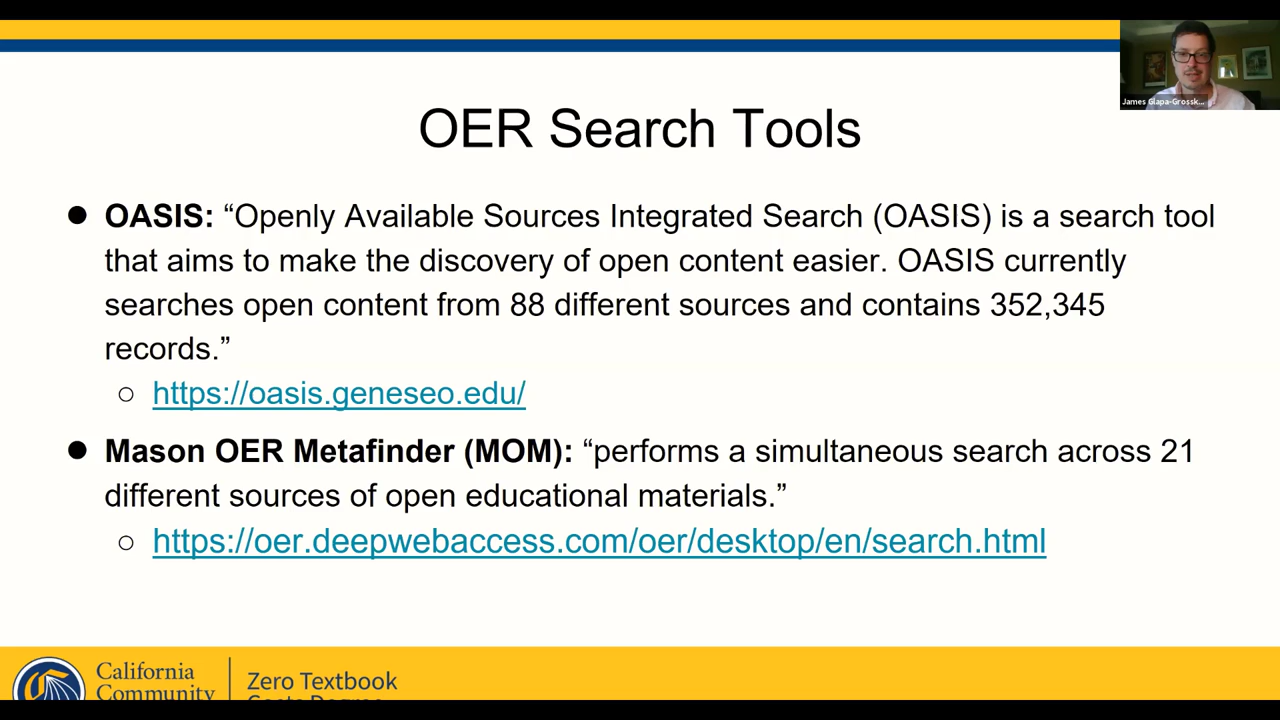 James Glapa-Grossk...
OER Search Tools
● OASIS: “Openly Available Sources Integrated Search (OASIS) is a search tool
that aims to make the discovery of open content easier. OASIS currently
searches open content from 88 different sources and contains 352,345
records.”
○ https://oasis.geneseo.edu/
● Mason OER Metafinder (MOM): “performs a simultaneous search across 21
different sources of open educational materials.”
○ https://oer.deepwebaccess.com/oer/desktop/en/search.html
California
Community
Zero Textbook